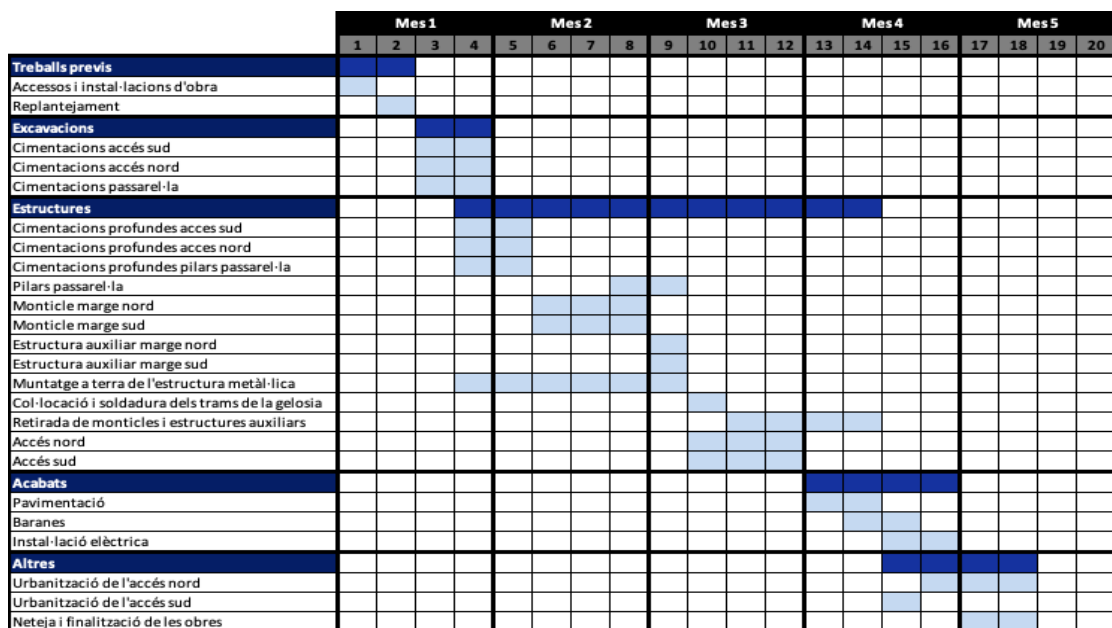 Mes 1 Mes 2 Mes 3 Mes 4 Mes 5
1 2 3 4 5 6 7 8 9 10 11 12 13 14 15 16 17 18 19 20
Treballs previs
Accessos i instal·lacions d'obra
Replantejament
Excavacions
Cimentacions accés sud
Cimentacions accés nord
Cimentacions passarel·la
Estructures
Cimentacions profundes acces sud
Cimentacions profundes acces nord
Cimentacions profundes pilars passarel·la
Pilars passarel·la
Monticle marge nord
Monticle marge sud
Estructura auxiliar marge nord
Estructura auxiliar marge sud
Muntatge a terra de l'estructura metàl·lica
Col·locació i soldadura dels trams de la gelosia
Retirada de monticles i estructures auxiliars
Accés nord
Accés sud
Acabats
Pavimentació
Baranes
Instal·lació elèctrica
Altres
Urbanització de l'accés nord
Urbanització de l'accés sud
Neteja i finalització de les obres